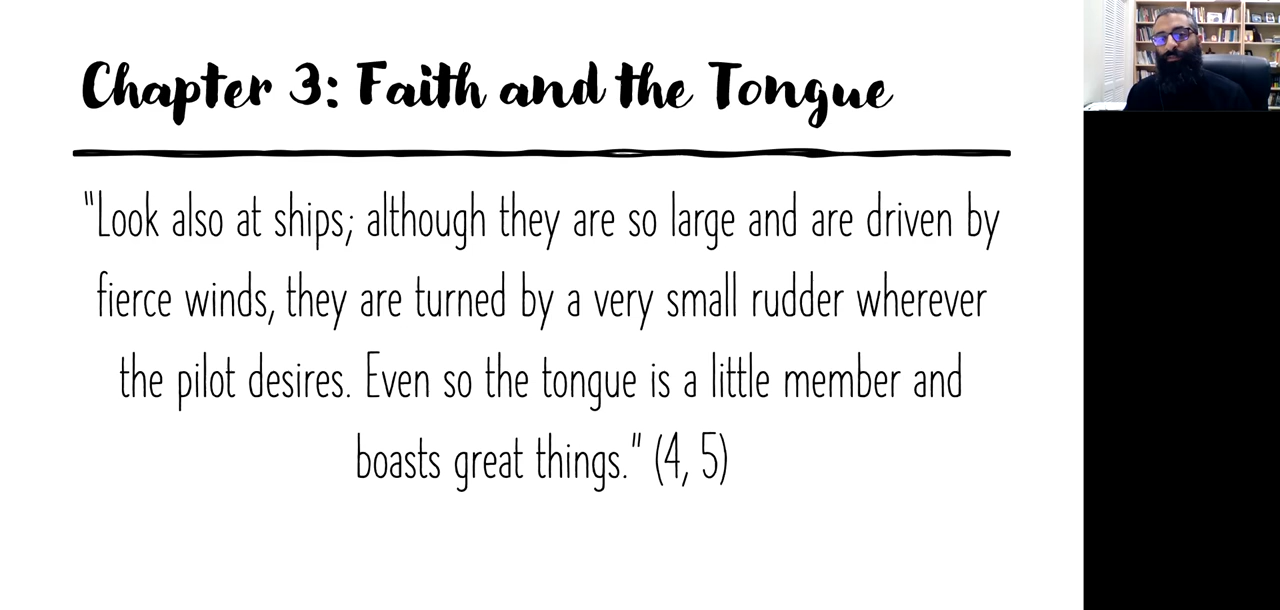 Chapter 3: Faith and the Tongue
"Look also at ships; although they are so large and are driven by
fierce winds, they are turned by a very small rudder wherever
the pilot desires. Even so the tongue is a little member and
boasts great things." (4, 5)